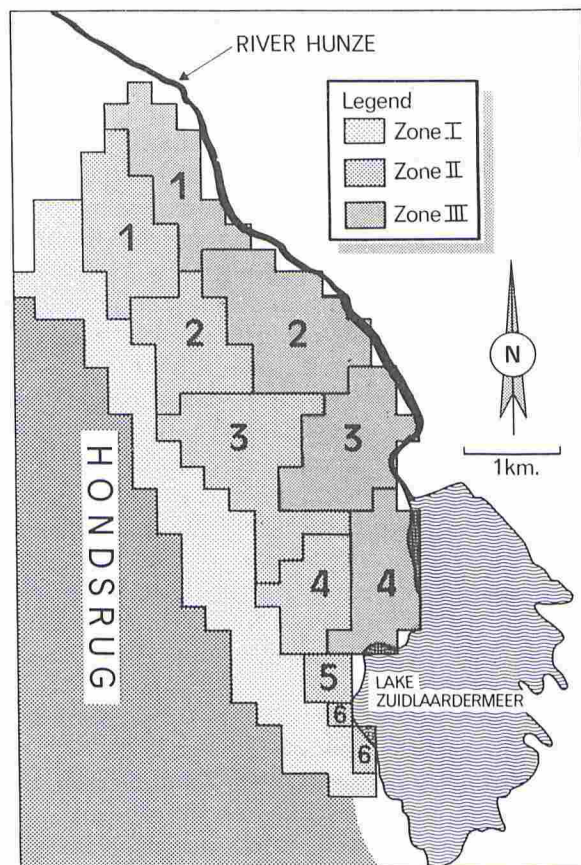 RIVER HUNZE
Legend
Zone I
Zone II
Zone III
1
1
2
2
N
3
3
1km.
HONDSRUG
4
4
5
LAKE
ZUIDLAARDERMEER
6
6